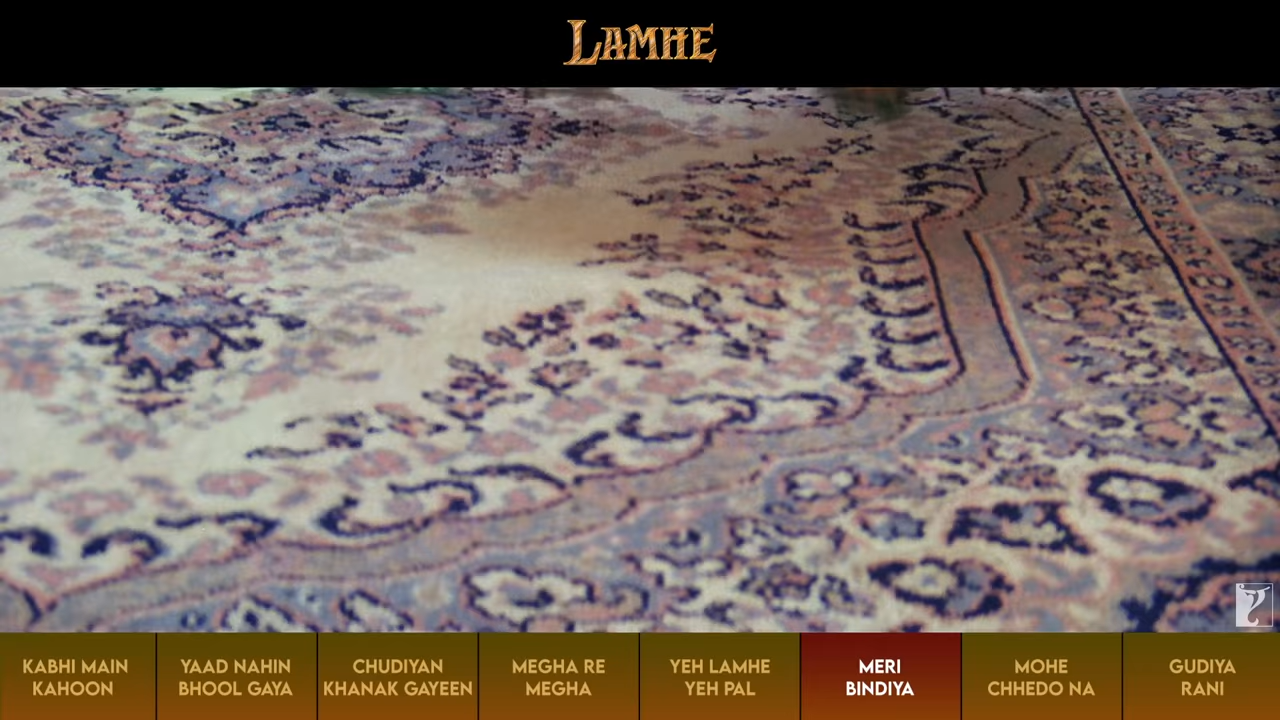 LAMHE
KABHI MAIN
KAHOON
YAAD NAHIN
BHOOL GAYA
CHUDIYAN
KHANAK GAYEEN
MEGHA RE
MEGHA
YEH LAMHE
YEH PAL
MERI
BINDIYA
MOHE
CHHEDO NA
GUDIYA
RANI